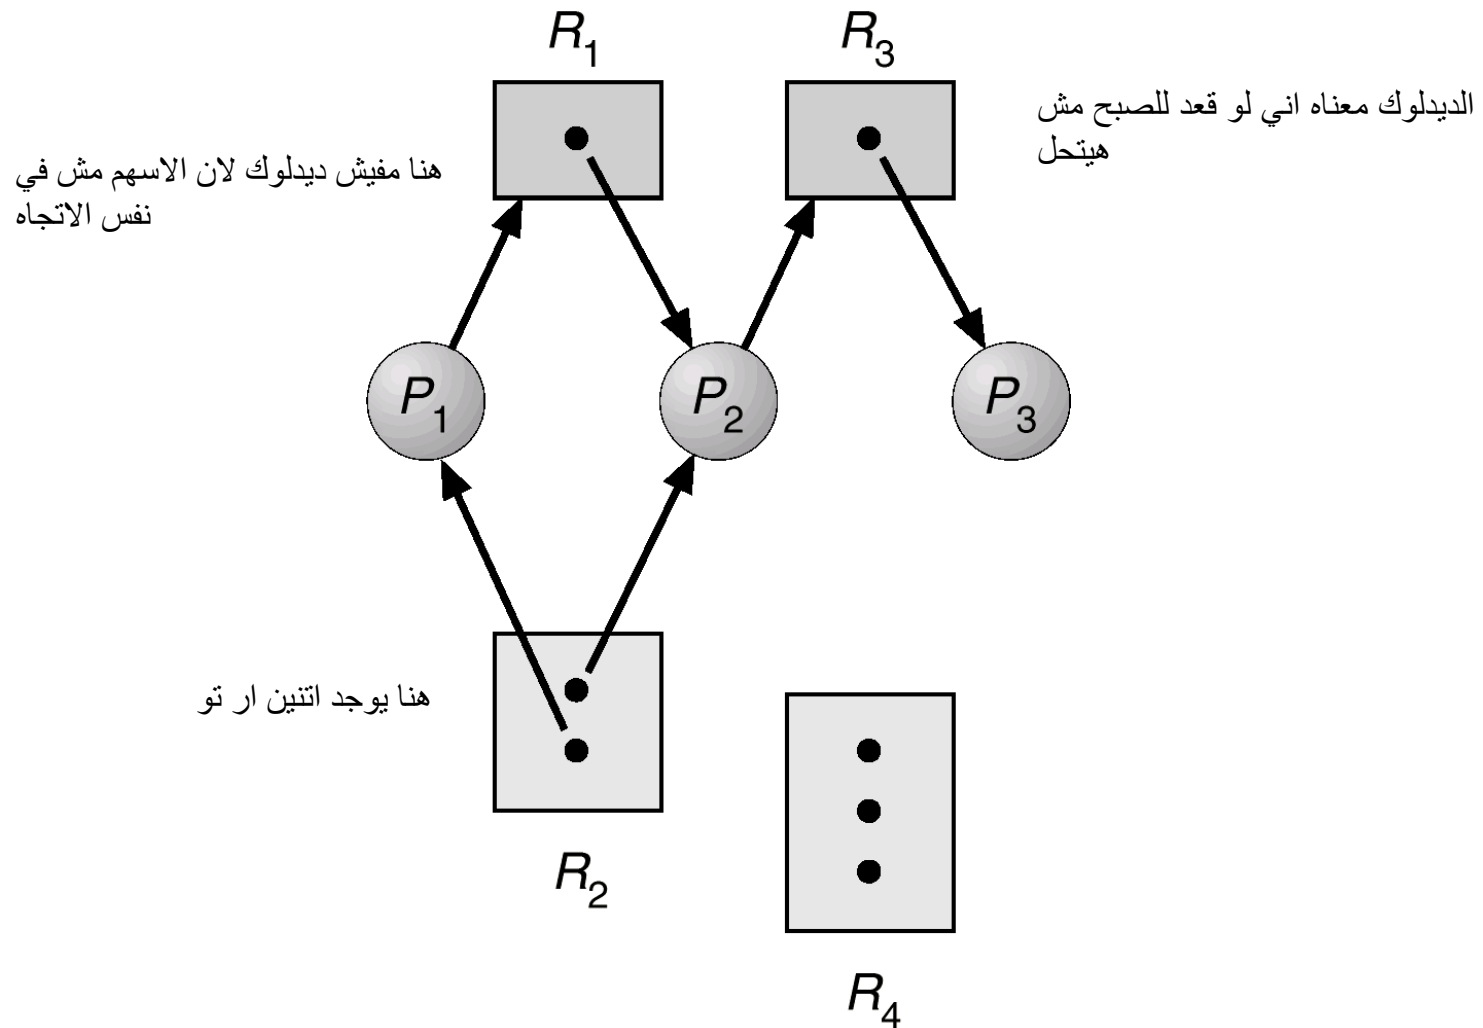 R1
R3
الديدلوك معناه اني لو قعد للصبح مش
هيتحل
هنا مفيش ديدلوك لان الاسهم مش في
نفس الاتجاه
P1
P2
P3
هنا يوجد اتنين ار تو
R2
R4